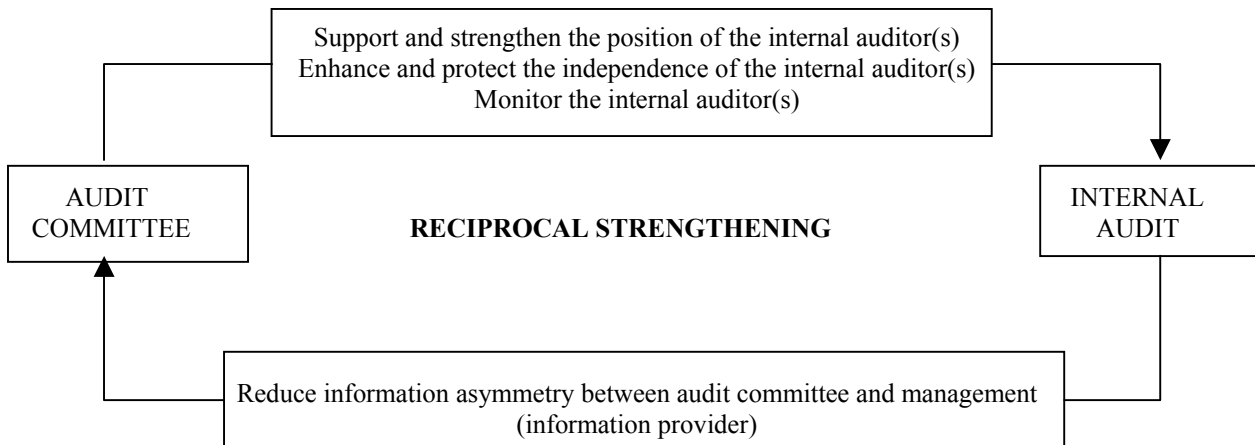 Support and strengthen the position of the internal auditor(s)
Enhance and protect the independence of the internal auditor(s)
Monitor the internal auditor(s)
AUDIT
COMMITTEE
RECIPROCAL STRENGTHENING
INTERNAL
AUDIT
Reduce information asymmetry between audit committee and management
(information provider)